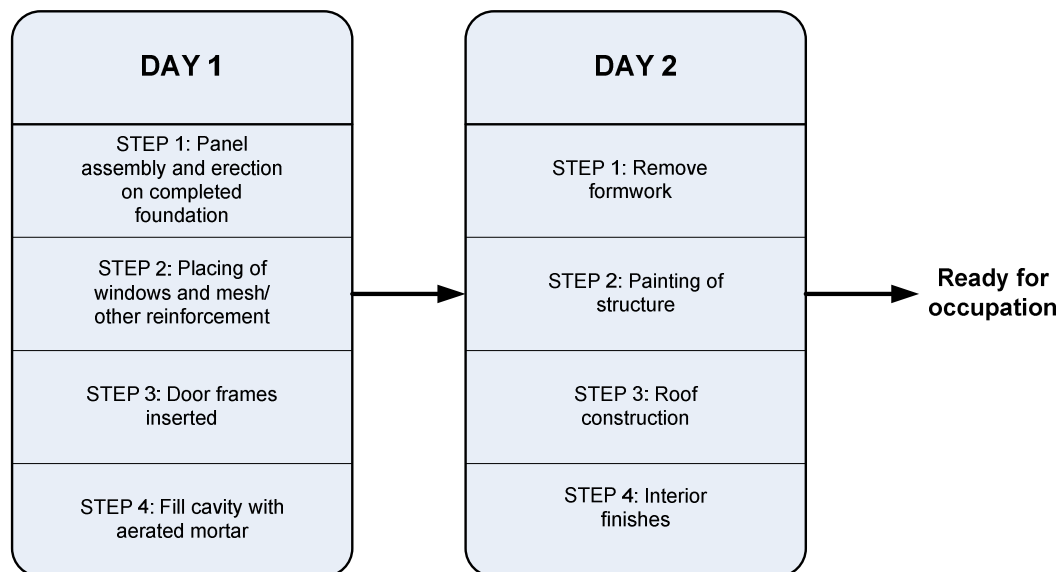 DAY 1
STEP 1: Panel
assembly and erection
on completed
foundation
STEP 2: Placing of
windows and mesh/
other reinforcement
STEP 3: Door frames
inserted
STEP 4: Fill cavity with
aerated mortar
DAY 2
STEP 1: Remove
formwork
STEP 2: Painting of
structure
STEP 3: Roof
construction
STEP 4: Interior
finishes
Ready for
occupation